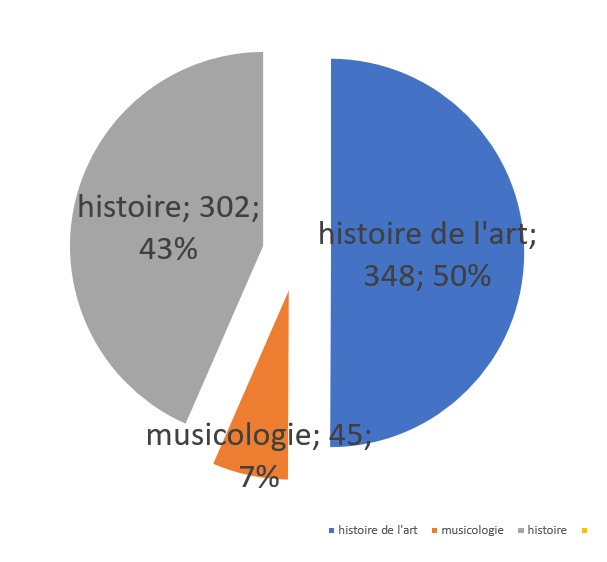 histoire; 302;
43%
histoire de l'art;
348; 50%
musicologie; 45;
7%
histoire de l'art musicologie histoire